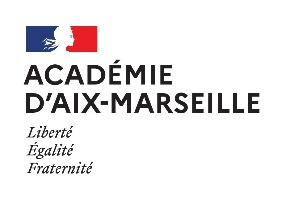 ACADÉMIE
D'AIX-MARSEILLE
Liberté
Égalité
Fraternité